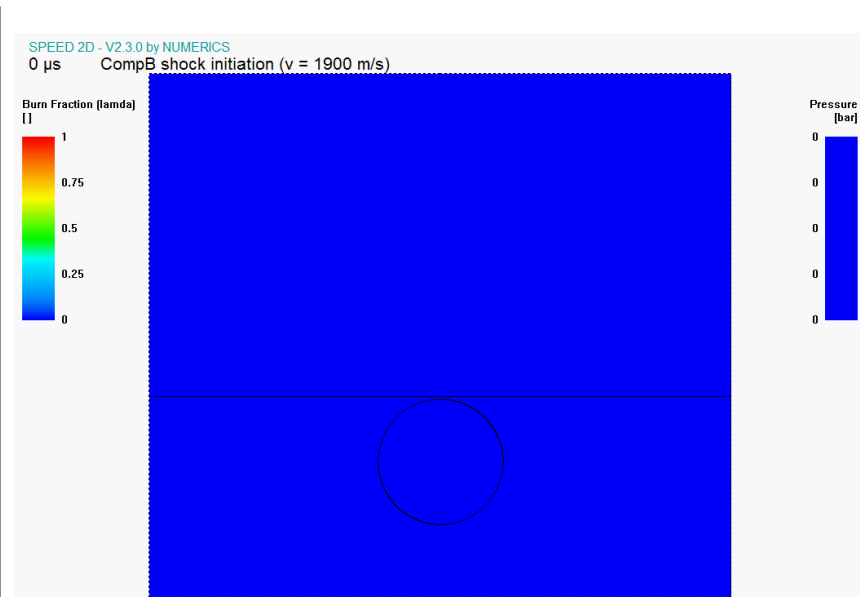 SPEED 2D - V2.3.0 by NUMERICS
0 µs CompB shock initiation (v = 1900 m/s)
Burn Fraction (lamda)
[ ]
1
0.75
0.5
0.25
0
Pressure
[bar]
0
0
0
0
0